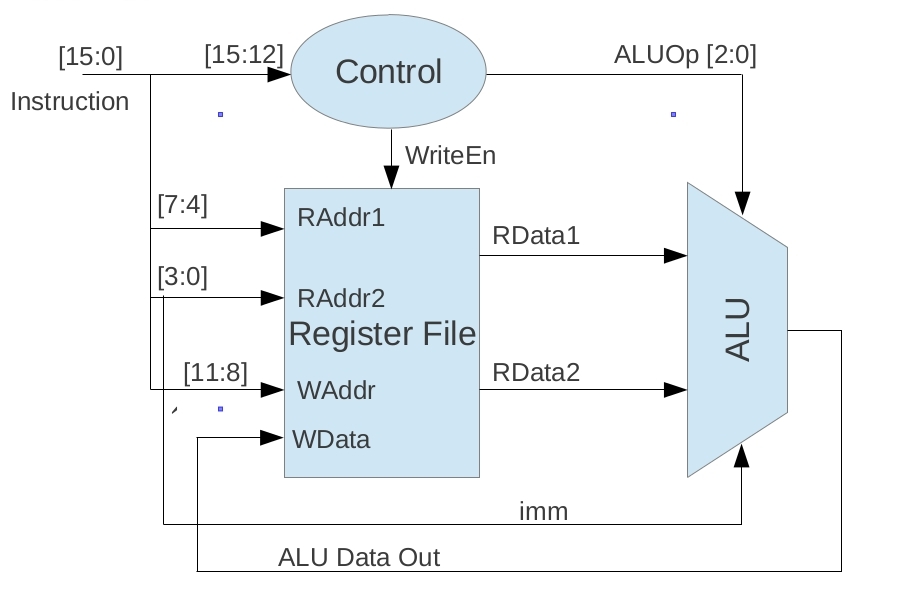 [15:0]
[15:12]
Control
ALUOp [2:0]
Instruction
WriteEn
[7:4]
RAddr1
RData1
[3:0]
RAddr2
Register File
ALU
[11:8]
WAddr
RData2
WData
imm
ALU Data Out